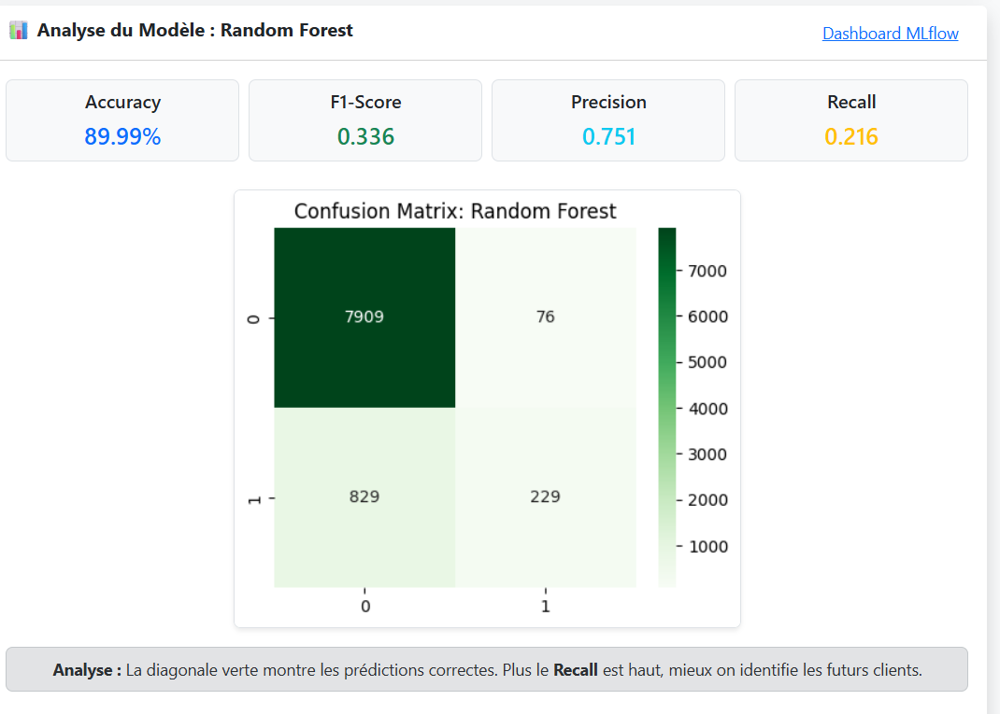 Analyse du Modèle : Random Forest
Dashboard MLflow
Accuracy
89.99%
F1-Score
0.336
Precision
0.751
Recall
0.216
Confusion Matrix: Random Forest
0
7909
76
1
829
229
0
1
7000
6000
5000
4000
3000
2000
1000
Analyse : La diagonale verte montre les prédictions correctes. Plus le Recall est haut, mieux on identifie les futurs clients.